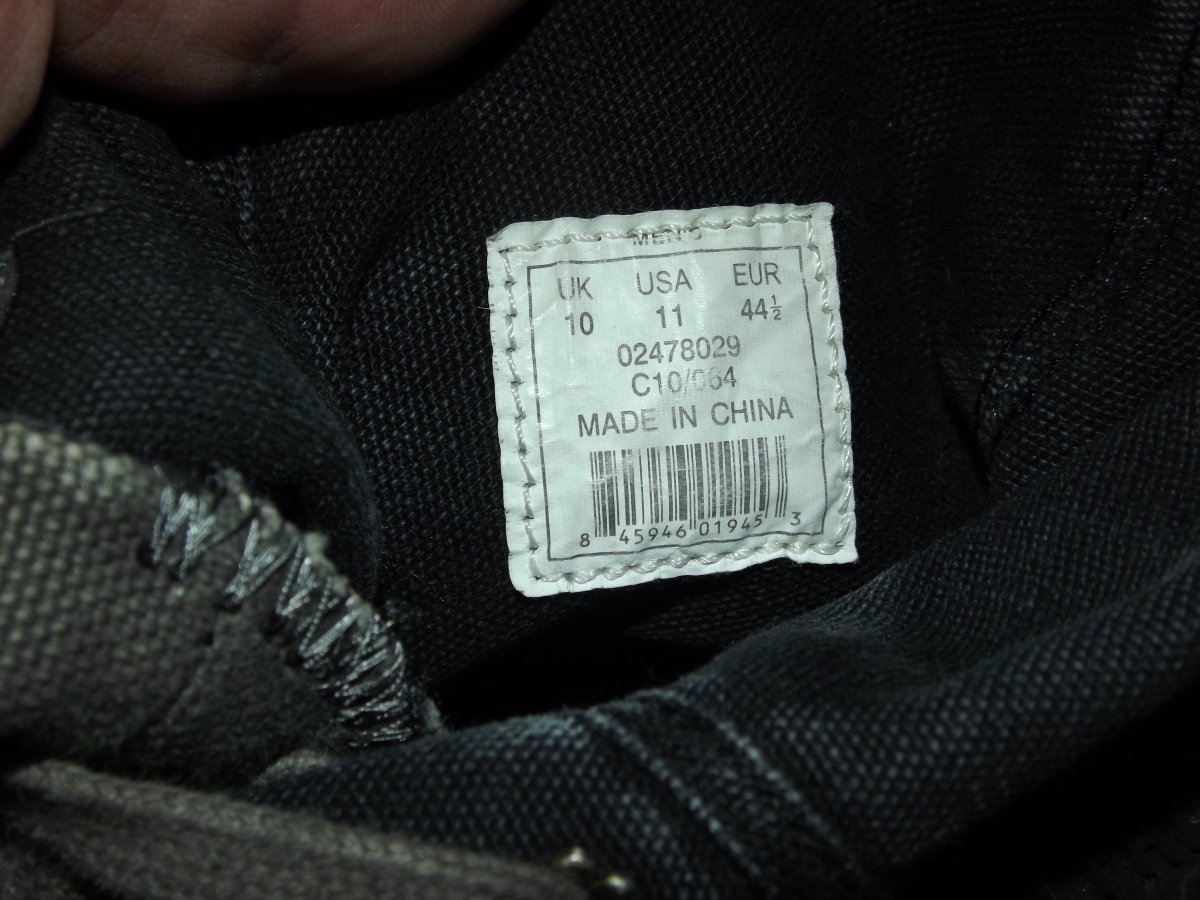 MEN'S
UK USA EUR
10 11 44½
02478029
C10/064
MADE IN CHINA
8 45946 01945 3